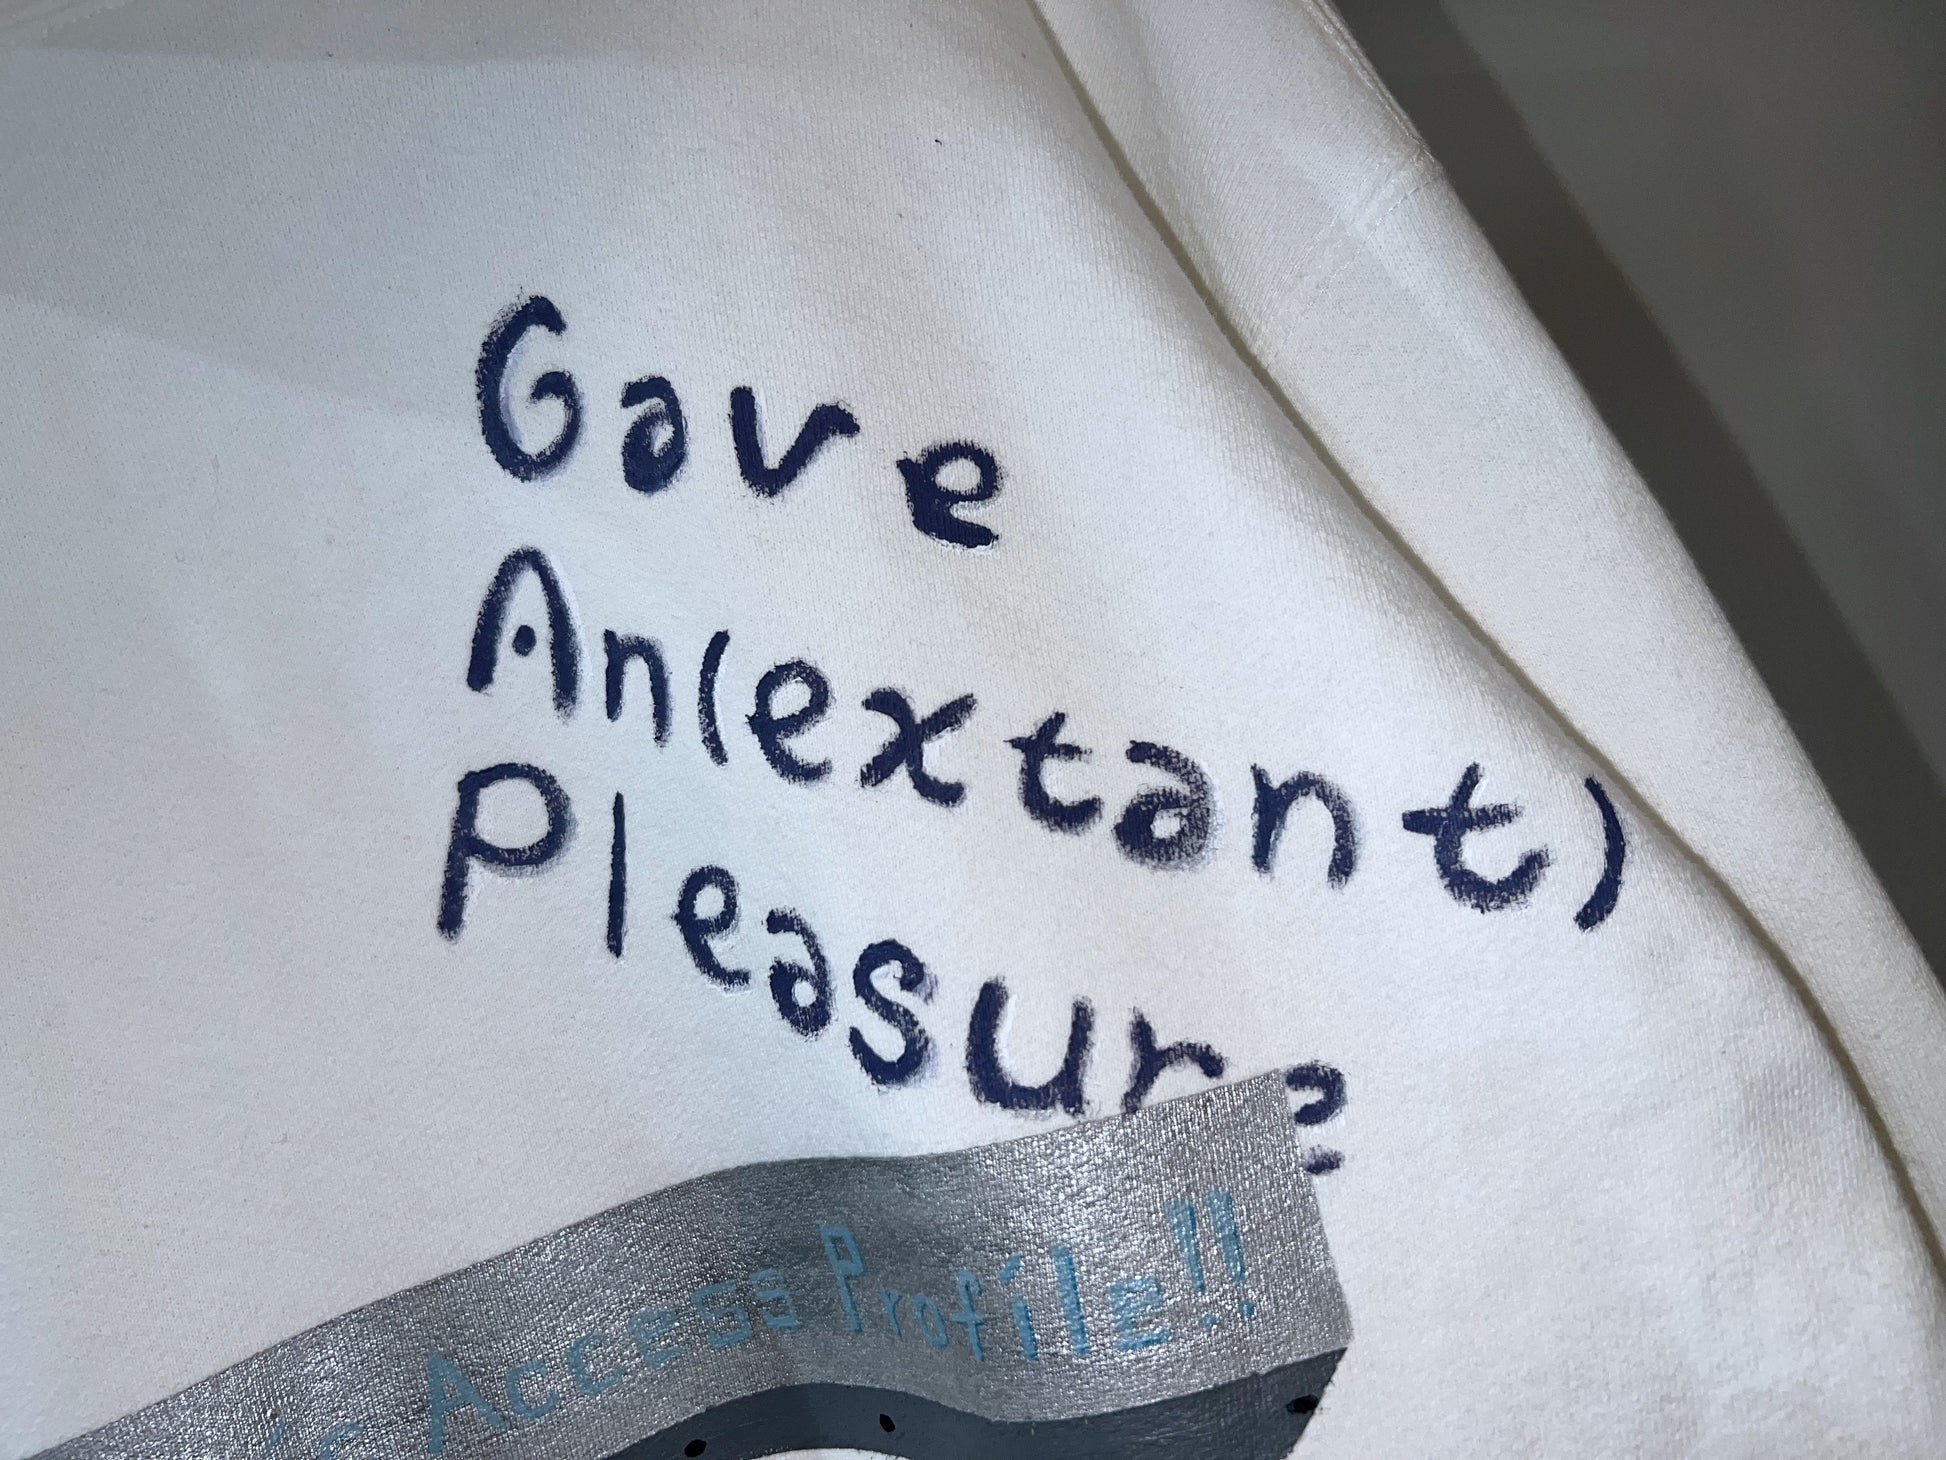 Gave
An(extant)
Pleasure
Access Profile!!